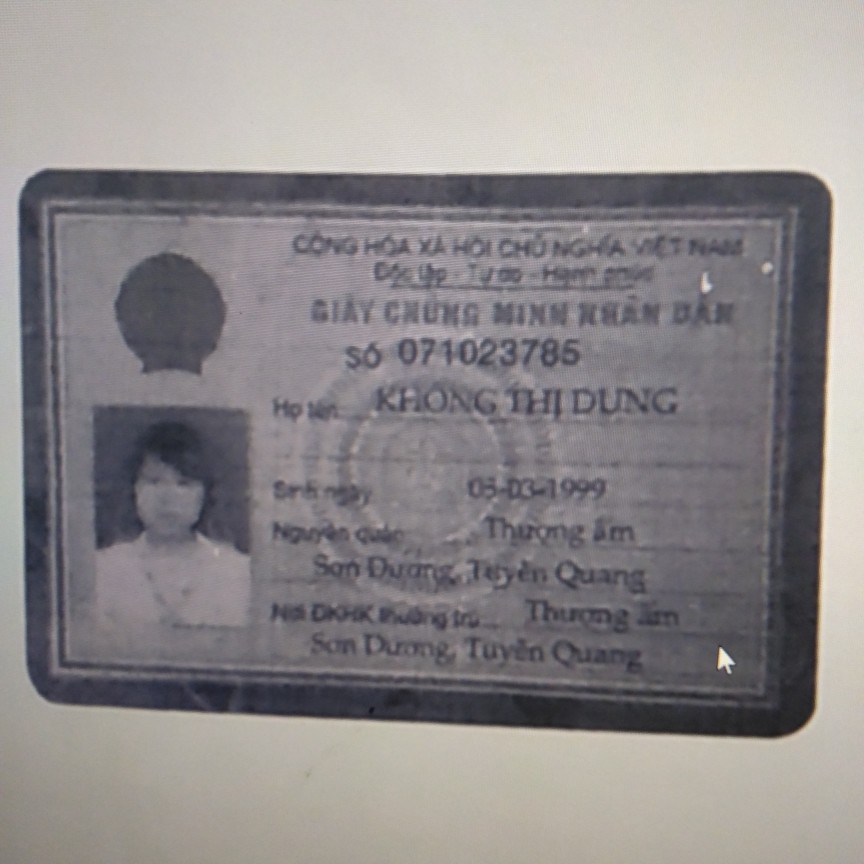 CỘNG HÒA XÃ HỘI CHỦ NGHĨA VIỆT NAM
Độc lập - Tự do - Hạnh phúc
GIẤY CHỨNG MINH NHÂN DÂN
SỐ 071023785
Họ tên KHỔNG THỊ DUNG
Sinh ngày 05-03-1999
Nguyên quán Thượng ấm
Sơn Dương, Tuyên Quang
Nơi ĐKHK thường trú Thượng ấm
Sơn Dương, Tuyên Quang